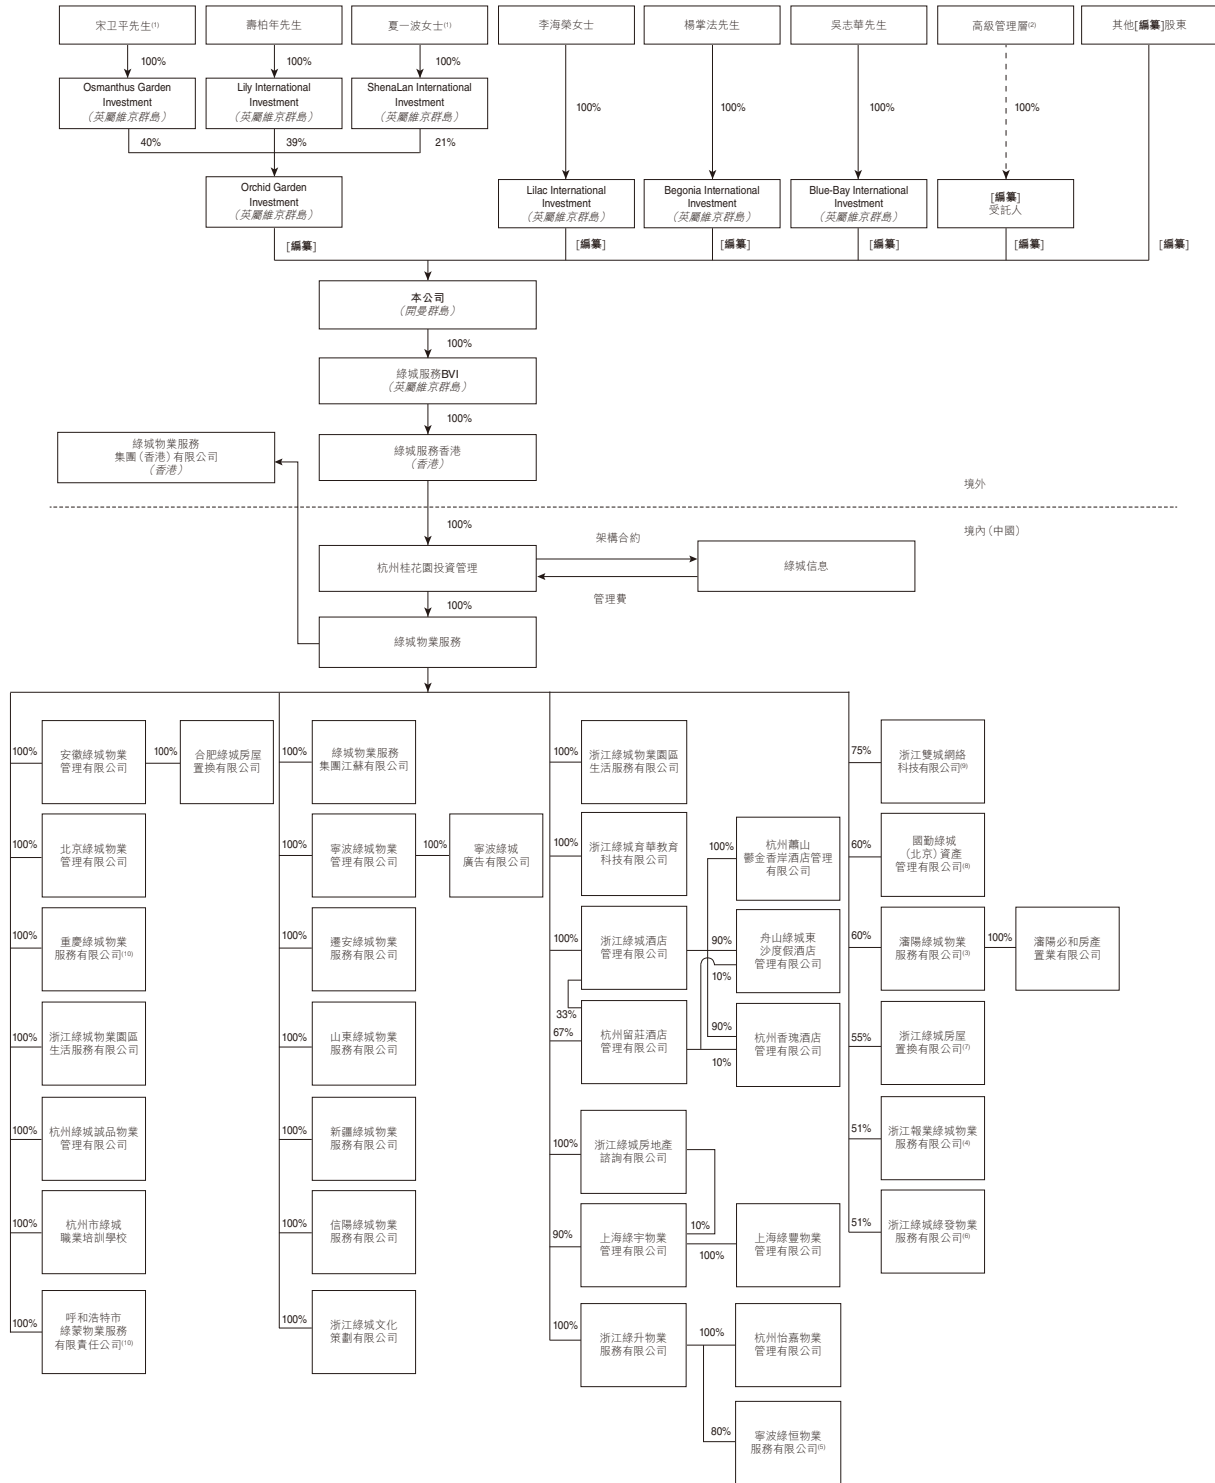 宋卫平先生(1)
壽柏年先生
夏一波女士(1)
李海榮女士
楊掌法先生
吳志華先生
高級管理層(2)
其他[編纂]股東
100%
100%
100%
100%
100%
100%
100%
Osmanthus Garden
Investment
(英屬維京群島)
Lily International
Investment
(英屬維京群島)
ShenaLan International
Investment
(英屬維京群島)
40%
39%
21%
Orchid Garden
Investment
(英屬維京群島)
Lilac International
Investment
(英屬維京群島)
Begonia International
Investment
(英屬維京群島)
Blue-Bay International
Investment
(英屬維京群島)
[編纂]
受託人
[編纂]
[編纂]
[編纂]
[編纂]
[編纂]
[編纂]
本公司
(開曼群島)
100%
綠城服務BVI
(英屬維京群島)
100%
綠城物業服務
集團(香港)有限公司
(香港)
綠城服務香港
(香港)
境外
100%
境內(中國)
架構合約
杭州桂花園投資管理
綠城信息
管理費
100%
綠城物業服務
100%
安徽綠城物業
管理有限公司
100%
合肥綠城房屋
置換有限公司
100%
北京綠城物業
管理有限公司
100%
重慶綠城物業
服務有限公司(10)
100%
浙江綠城物業園區
生活服務有限公司
100%
杭州綠城誠品物業
管理有限公司
100%
杭州市綠城
職業培訓學校
100%
呼和浩特市
綠蒙物業服務
有限責任公司(10)
100%
綠城物業服務
集團江蘇有限公司
100%
寧波綠城物業
管理有限公司
100%
寧波綠城
廣告有限公司
100%
遷安綠城物業
服務有限公司
100%
山東綠城物業
服務有限公司
100%
新疆綠城物業
服務有限公司
100%
信陽綠城物業
服務有限公司
100%
浙江綠城文化
策劃有限公司
100%
浙江綠城物業園區
生活服務有限公司
100%
浙江綠城育華教育
科技有限公司
100%
杭州蕭山
鬱金香岸酒店管理
有限公司
100%
浙江綠城酒店
管理有限公司
90%
10%
舟山綠城東
沙度假酒店
管理有限公司
33%
67%
杭州留莊酒店
管理有限公司
90%
10%
杭州香瑰酒店
管理有限公司
100%
浙江綠城房地產
諮詢有限公司
90%
上海綠宇物業
管理有限公司
10%
100%
上海綠豐物業
管理有限公司
100%
浙江綠升物業
服務有限公司
100%
杭州怡嘉物業
管理有限公司
80%
寧波綠恒物業
服務有限公司(5)
75%
浙江雙城網絡
科技有限公司(9)
60%
國勤綠城
(北京)資產
管理有限公司(8)
60%
瀋陽綠城物業
服務有限公司(3)
100%
瀋陽必和房產
置業有限公司
55%
浙江綠城房屋
置換有限公司(7)
51%
浙江報業綠城物業
服務有限公司(4)
51%
浙江綠城綠發物業
服務有限公司(6)